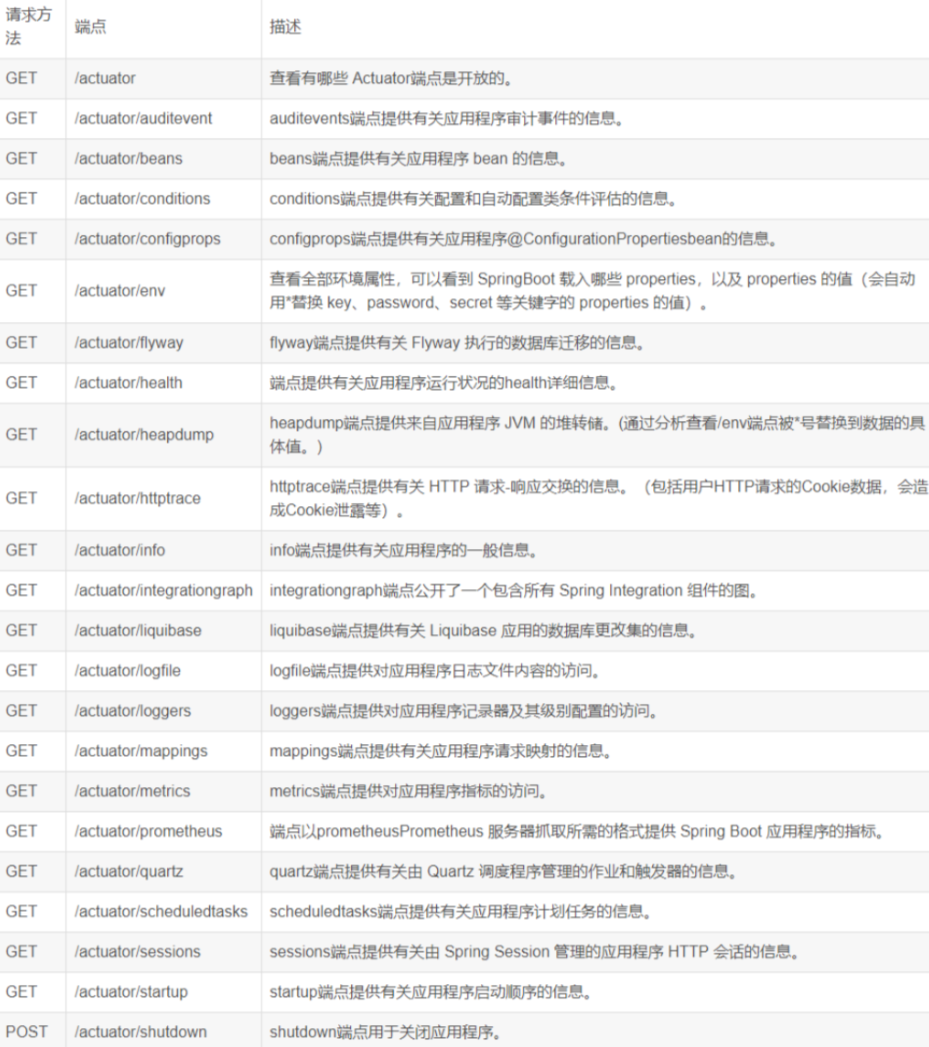 请求方
法
端点
描述
GET /actuator 查看有哪些 Actuator端点是开放的。
GET /actuator/auditevent auditevents端点提供有关应用程序审计事件的信息。
GET /actuator/beans beans端点提供有关应用程序 bean 的信息。
GET /actuator/conditions conditions端点提供有关配置和自动配置类条件评估的信息。
GET /actuator/configprops configprops端点提供有关应用程序@ConfigurationPropertiesbean的信息。
GET /actuator/env 查看全部环境属性，可以看到 SpringBoot 载入哪些 properties，以及 properties 的值（会自动
用*替换 key、password、secret 等关键字的 properties 的值）。
GET /actuator/flyway flyway端点提供有关 Flyway 执行的数据库迁移的信息。
GET /actuator/health 端点提供有关应用程序运行状况的health详细信息。
GET /actuator/heapdump heapdump端点提供来自应用程序 JVM 的堆转储。(通过分析查看/env端点被*号替换到数据的具
体值。)
GET /actuator/httptrace httptrace端点提供有关 HTTP 请求-响应交换的信息。（包括用户HTTP请求的Cookie数据，会造
成Cookie泄露等）。
GET /actuator/info info端点提供有关应用程序的一般信息。
GET /actuator/integrationgraph integrationgraph端点公开了一个包含所有 Spring Integration 组件的图。
GET /actuator/liquibase liquibase端点提供有关 Liquibase 应用的数据库更改集的信息。
GET /actuator/logfile logfile端点提供对应用程序日志文件内容的访问。
GET /actuator/loggers loggers端点提供对应用程序记录器及其级别配置的访问。
GET /actuator/mappings mappings端点提供有关应用程序请求映射的信息。
GET /actuator/metrics metrics端点提供对应用程序指标的访问。
GET /actuator/prometheus 端点以prometheusPrometheus 服务器抓取所需的格式提供 Spring Boot 应用程序的指标。
GET /actuator/quartz quartz端点提供有关由 Quartz 调度程序管理的作业和触发器的信息。
GET /actuator/scheduledtasks scheduledtasks端点提供有关应用程序计划任务的信息。
GET /actuator/sessions sessions端点提供有关由 Spring Session 管理的应用程序 HTTP 会话的信息。
GET /actuator/startup startup端点提供有关应用程序启动顺序的信息。
POST /actuator/shutdown shutdown端点用于关闭应用程序。